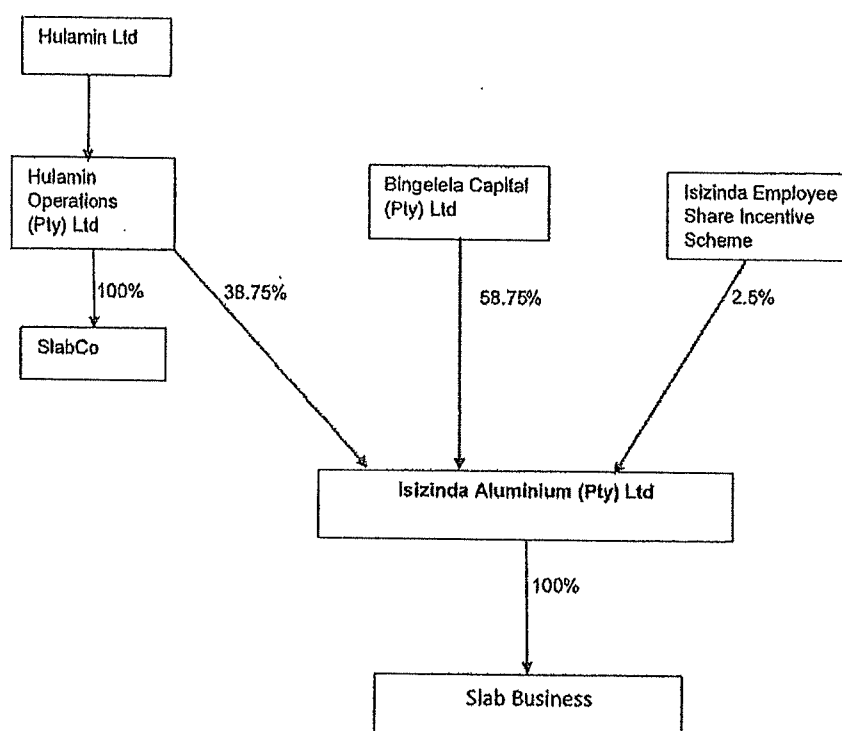 Hulamin Ltd
Hulamin
Operations
(Pty) Ltd
Bingelela Capital
(Pty) Ltd
Isizinda Employee
Share Incentive
Scheme
100%
38.75%
58.75%
2.5%
SlabCo
Isizinda Aluminium (Pty) Ltd
100%
Slab Business